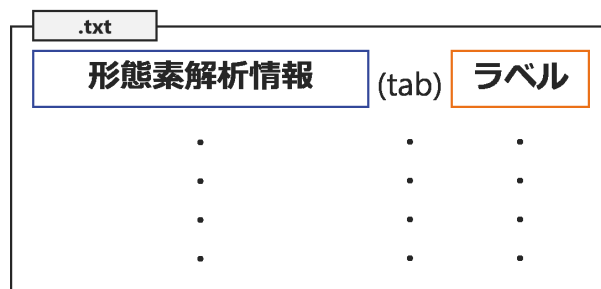 .txt
形態素解析情報 (tab) ラベル
・ ・ ・
・ ・ ・
・ ・ ・
・ ・ ・